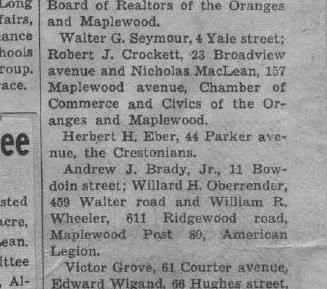 Long
fairs,
ance
hools
roup.
ace.
ee
sted
acre,
ean.
ittee
, Al-
Board of Realtors of the Oranges
and Maplewood.
Walter G. Seymour, 4 Yale street;
Robert J. Crockett, 23 Broadview
avenue and Nicholas MacLean, 157
Maplewood avenue, Chamber of
Commerce and Civics of the Or-
anges and Maplewood.
Herbert H. Eber, 44 Parker ave-
nue, the Crestonians.
Andrew J. Brady, Jr., 11 Bow-
doin street; Willard H. Oberrender,
459 Walter road and William R.
Wheeler, 611 Ridgewood road,
Maplewood Post 80, American
Legion.
Victor Grove, 61 Courter avenue,
Edward Wigand, 66 Hughes street,